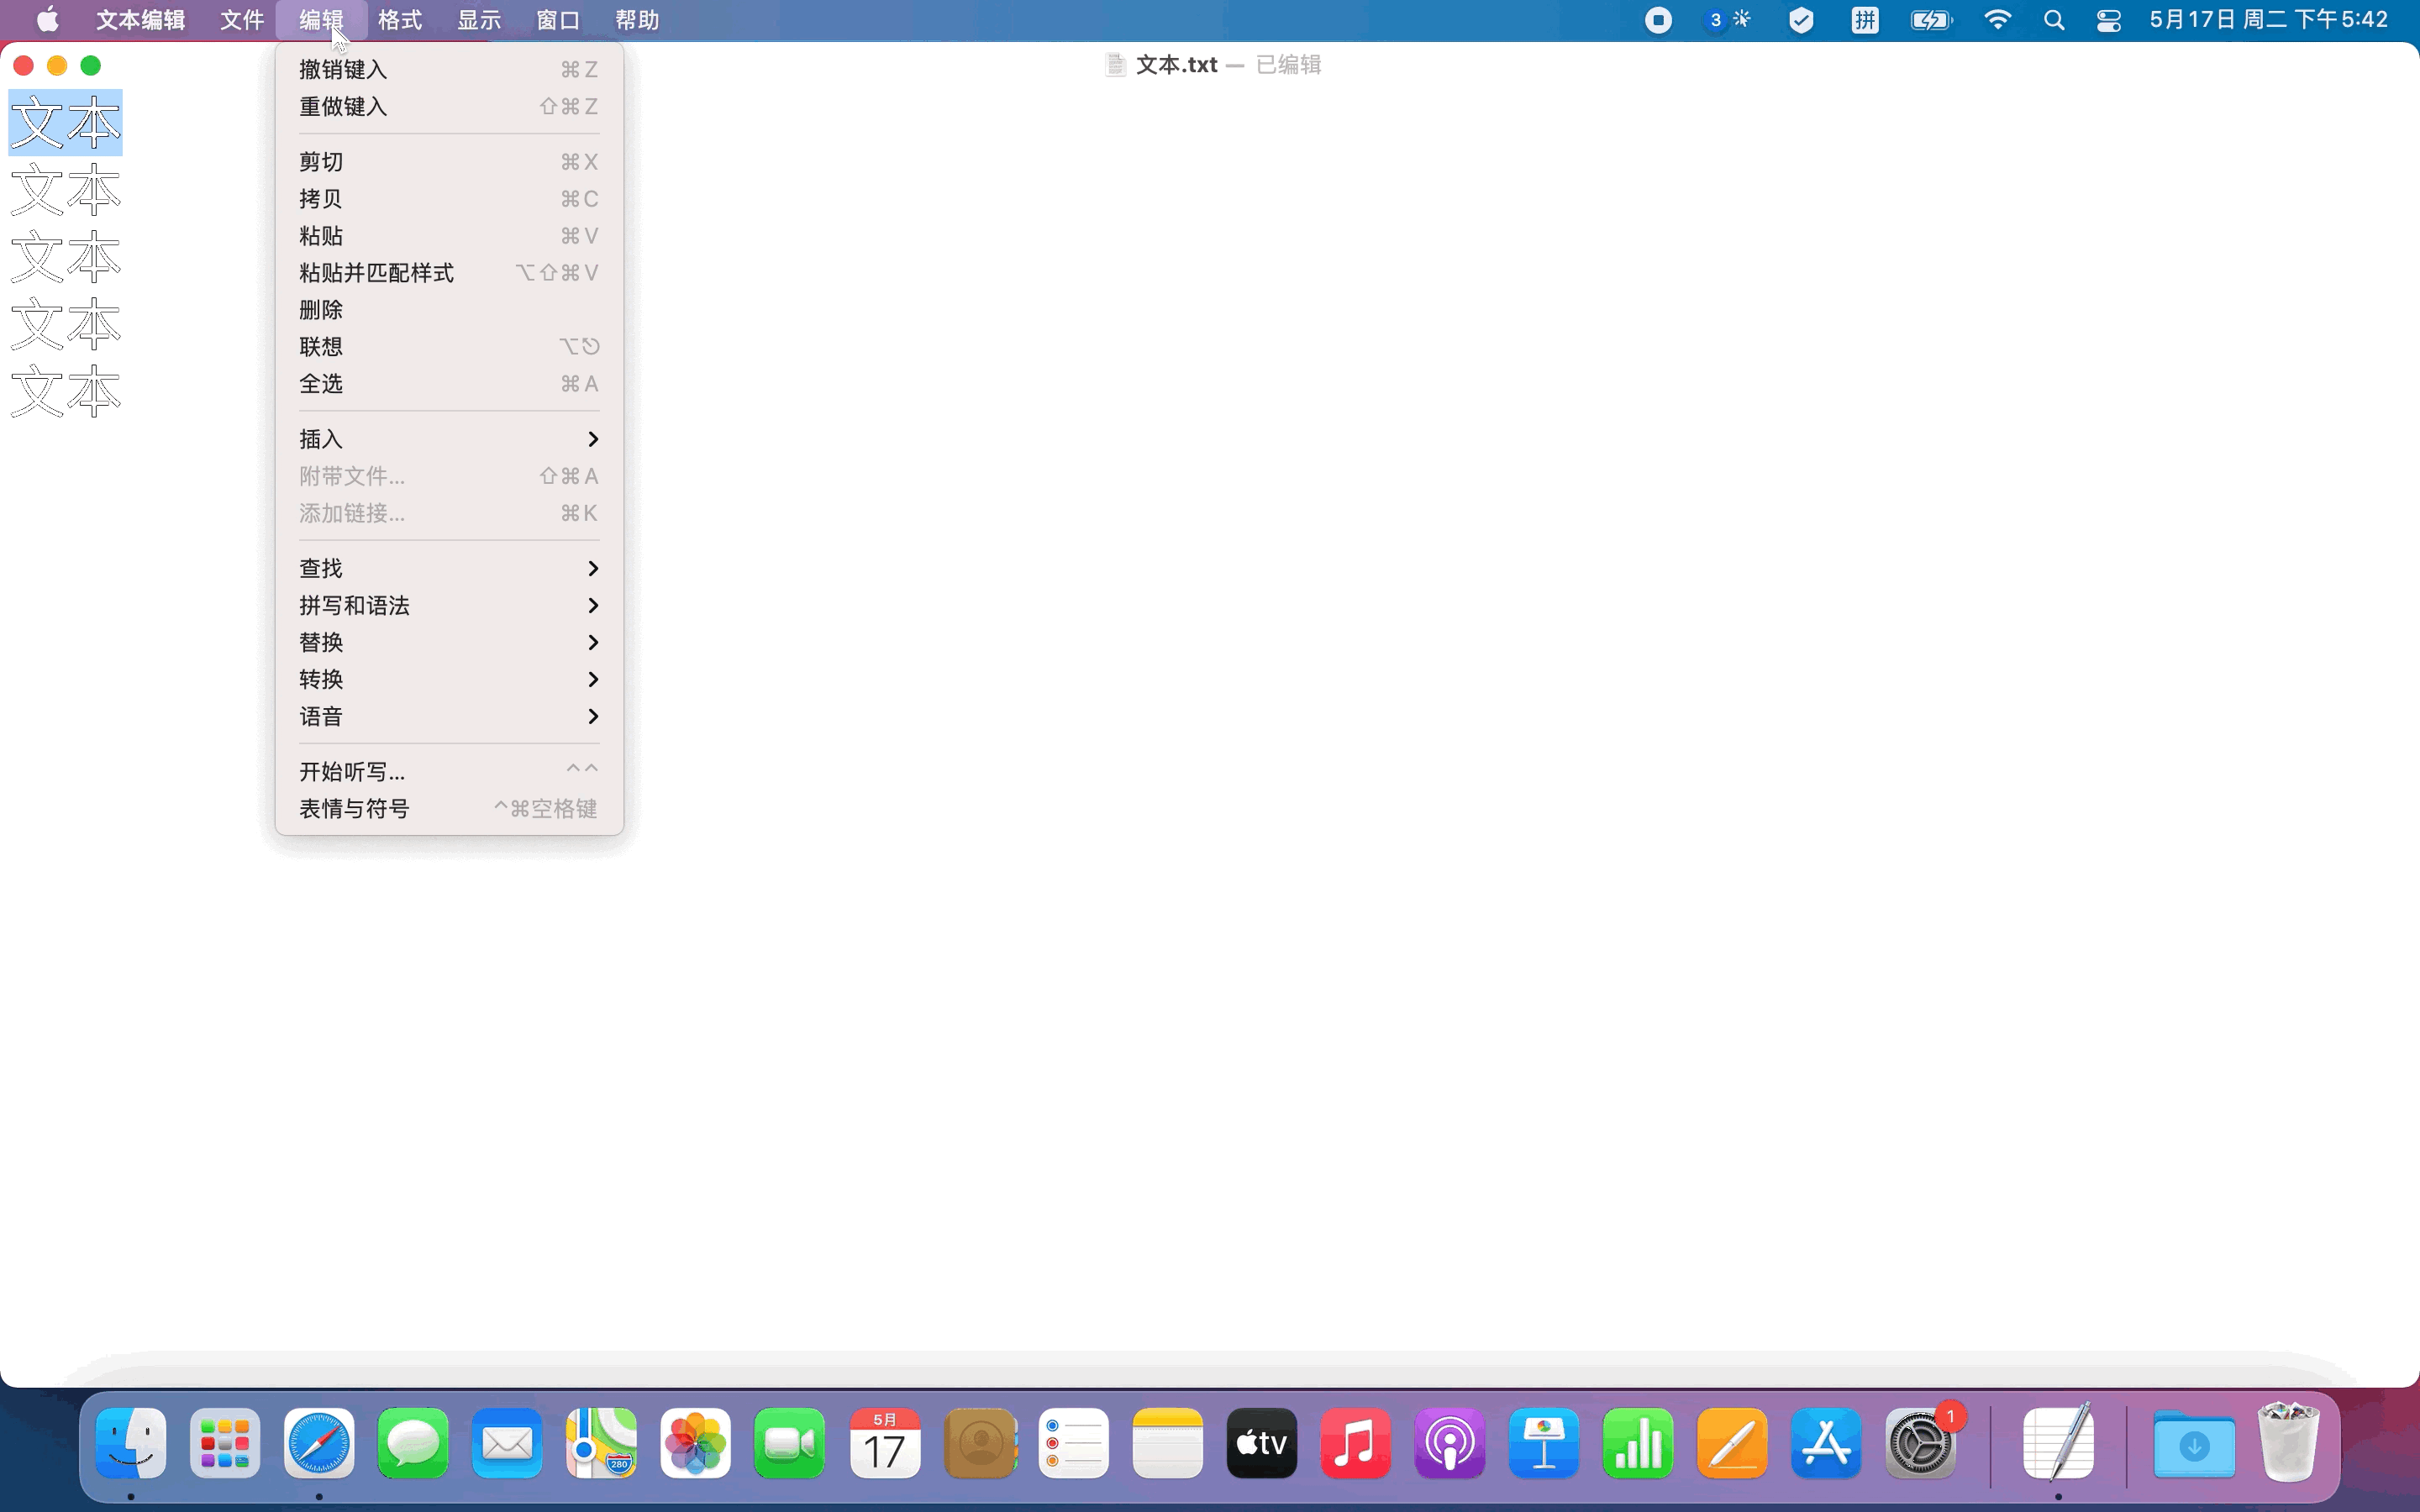 文本编辑 文件 编辑 格式 显示 窗口 帮助 3 拼 5月17日 周二 下午5:42
文本.txt — 已编辑
文本
文本
文本
文本
文本
撤销键入 ⌘Z
重做键入 ⇧⌘Z
剪切 ⌘X
拷贝 ⌘C
粘贴 ⌘V
粘贴并匹配样式 ⌥⇧⌘V
删除
联想 ⌥⎋
全选 ⌘A
插入
附带文件... ⇧⌘A
添加链接... ⌘K
查找
拼写和语法
替换
转换
语音
开始听写... ^^
表情与符号 ^⌘空格键
280
5月
17
tv
1